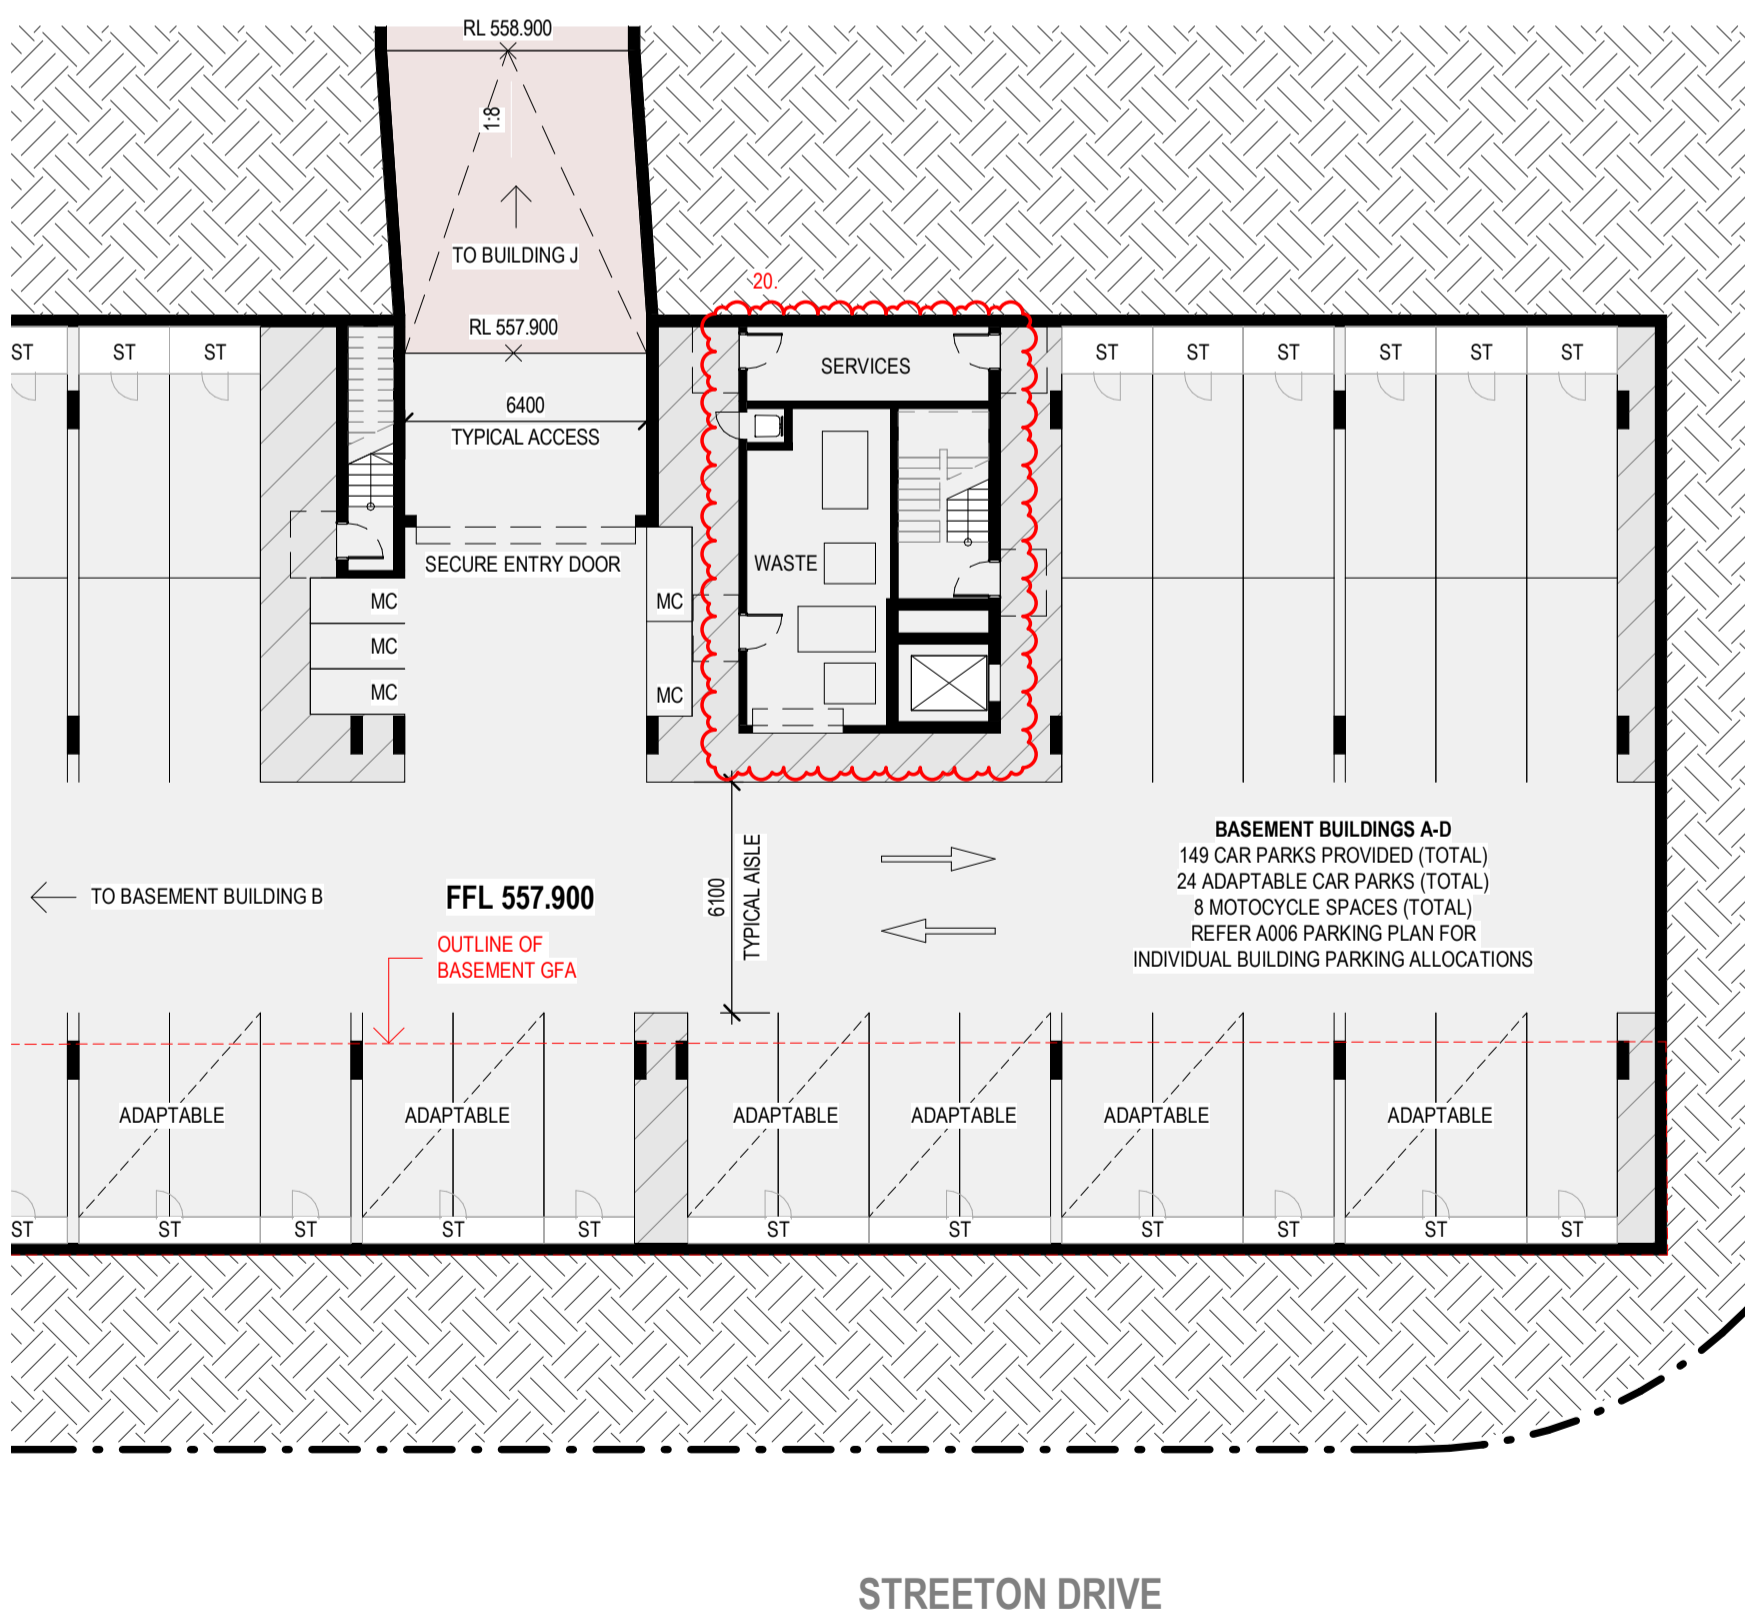 RL 558.900
1:8
TO BUILDING J
20.
RL 557.900
ST
ST
ST
SERVICES
ST
ST
ST
ST
ST
ST
6400
TYPICAL ACCESS
SECURE ENTRY DOOR
WASTE
MC
MC
MC
MC
MC
BASEMENT BUILDINGS A-D
149 CAR PARKS PROVIDED (TOTAL)
24 ADAPTABLE CAR PARKS (TOTAL)
8 MOTOCYCLE SPACES (TOTAL)
REFER A006 PARKING PLAN FOR
INDIVIDUAL BUILDING PARKING ALLOCATIONS
6100
TYPICAL AISLE
TO BASEMENT BUILDING B
FFL 557.900
OUTLINE OF
BASEMENT GFA
ADAPTABLE
ADAPTABLE
ADAPTABLE
ADAPTABLE
ADAPTABLE
ADAPTABLE
ST
ST
ST
ST
ST
ST
ST
ST
ST
ST
ST
STREETON DRIVE